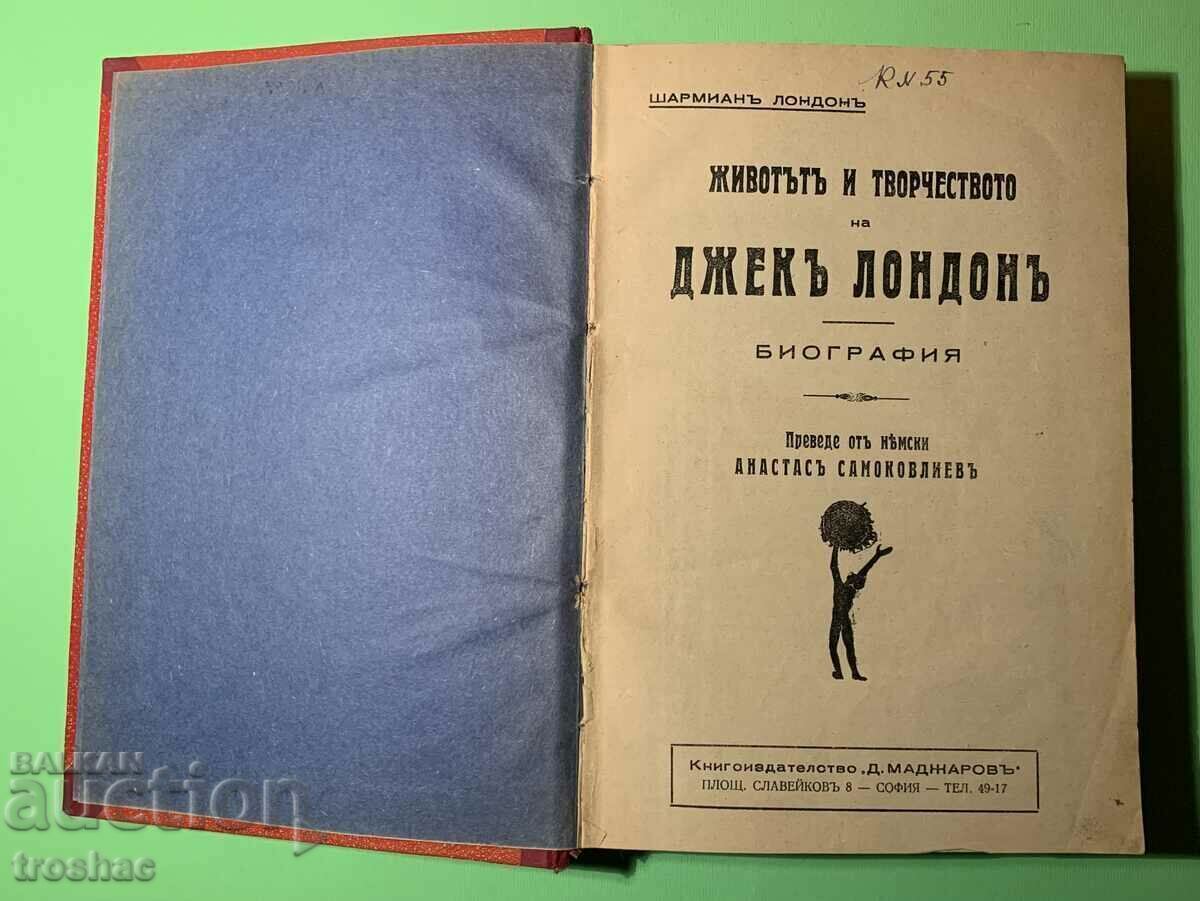 К№ 55
ШАРМИАНЪ ЛОНДОНЪ
ЖИВОТЪТЪ И ТВОРЧЕСТВОТО
на
ДЖЕКЪ ЛОНДОНЪ
БИОГРАФИЯ
Преведе отъ нѣмски
АНАСТАСЪ САМОКОВЛИЕВЪ
Книгоиздателство „Д. МАДЖАРОВЪ"
ПЛОЩ. СЛАВЕЙКОВЪ 8 — СОФИЯ — ТЕЛ. 49-17
BALKAN
auction
troshac